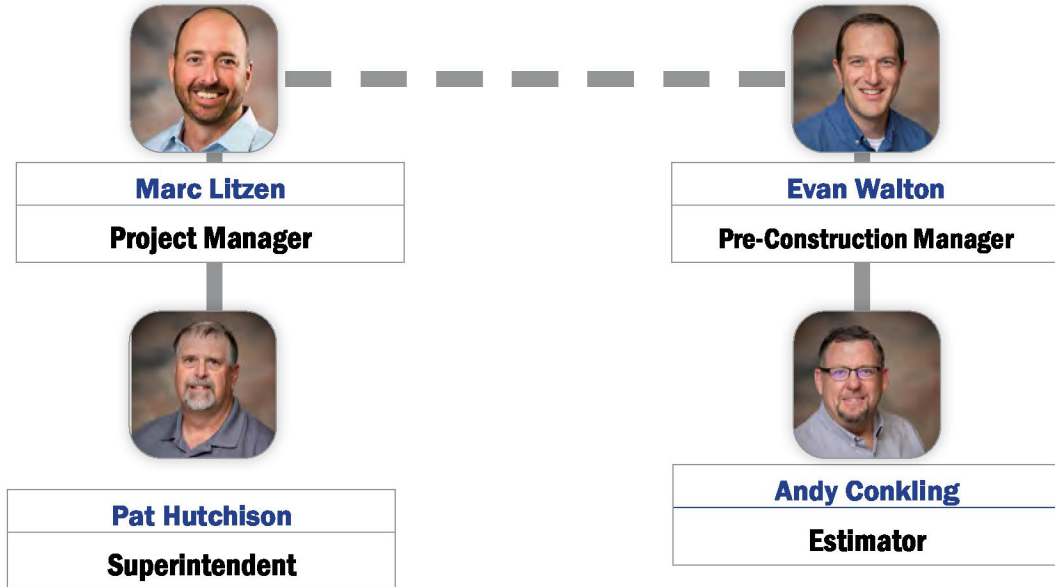 Marc Litzen
Project Manager
Evan Walton
Pre-Construction Manager
Pat Hutchison
Superintendent
Andy Conkling
Estimator